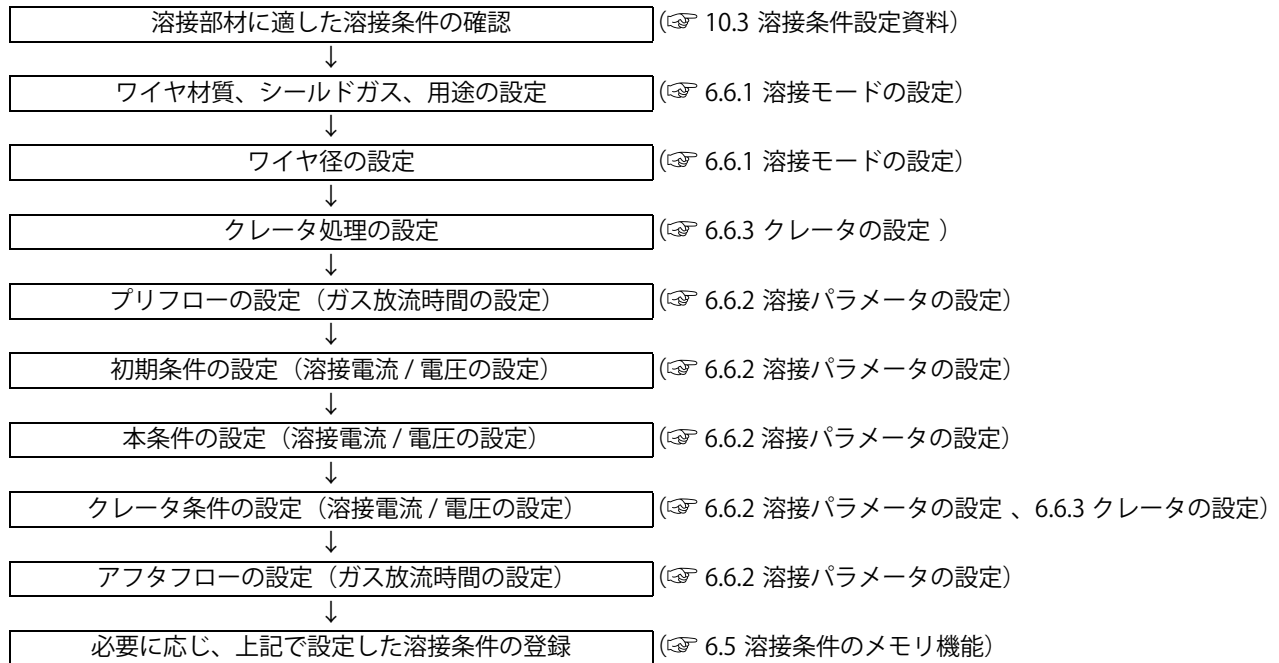 溶接部材に適した溶接条件の確認 (☞ 10.3 溶接条件設定資料)
↓
ワイヤ材質、シールドガス、用途の設定 (☞ 6.6.1 溶接モードの設定)
↓
ワイヤ径の設定 (☞ 6.6.1 溶接モードの設定)
↓
クレータ処理の設定 (☞ 6.6.3 クレータの設定 )
↓
プリフローの設定（ガス放流時間の設定） (☞ 6.6.2 溶接パラメータの設定)
↓
初期条件の設定（溶接電流 / 電圧の設定） (☞ 6.6.2 溶接パラメータの設定)
↓
本条件の設定（溶接電流 / 電圧の設定） (☞ 6.6.2 溶接パラメータの設定)
↓
クレータ条件の設定（溶接電流 / 電圧の設定） (☞ 6.6.2 溶接パラメータの設定 、6.6.3 クレータの設定)
↓
アフタフローの設定（ガス放流時間の設定） (☞ 6.6.2 溶接パラメータの設定)
↓
必要に応じ、上記で設定した溶接条件の登録 (☞ 6.5 溶接条件のメモリ機能)